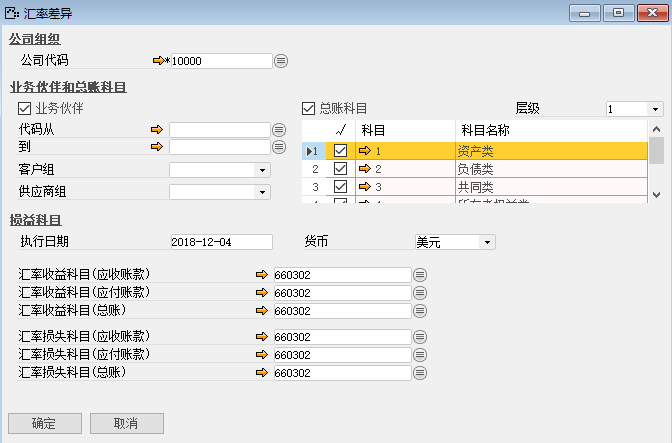 汇率差异
公司组织
公司代码 *10000
业务伙伴和总账科目
业务伙伴 总账科目 层级 1
代码从
到
客户组
供应商组
√ 科目 科目名称
1 1 资产类
2 2 负债类
3 3 共同类
4 4 所有者权益类
损益科目
执行日期 2018-12-04 货币 美元
汇率收益科目(应收账款) 660302
汇率收益科目(应付账款) 660302
汇率收益科目(总账) 660302
汇率损失科目(应收账款) 660302
汇率损失科目(应付账款) 660302
汇率损失科目(总账) 660302
确定 取消